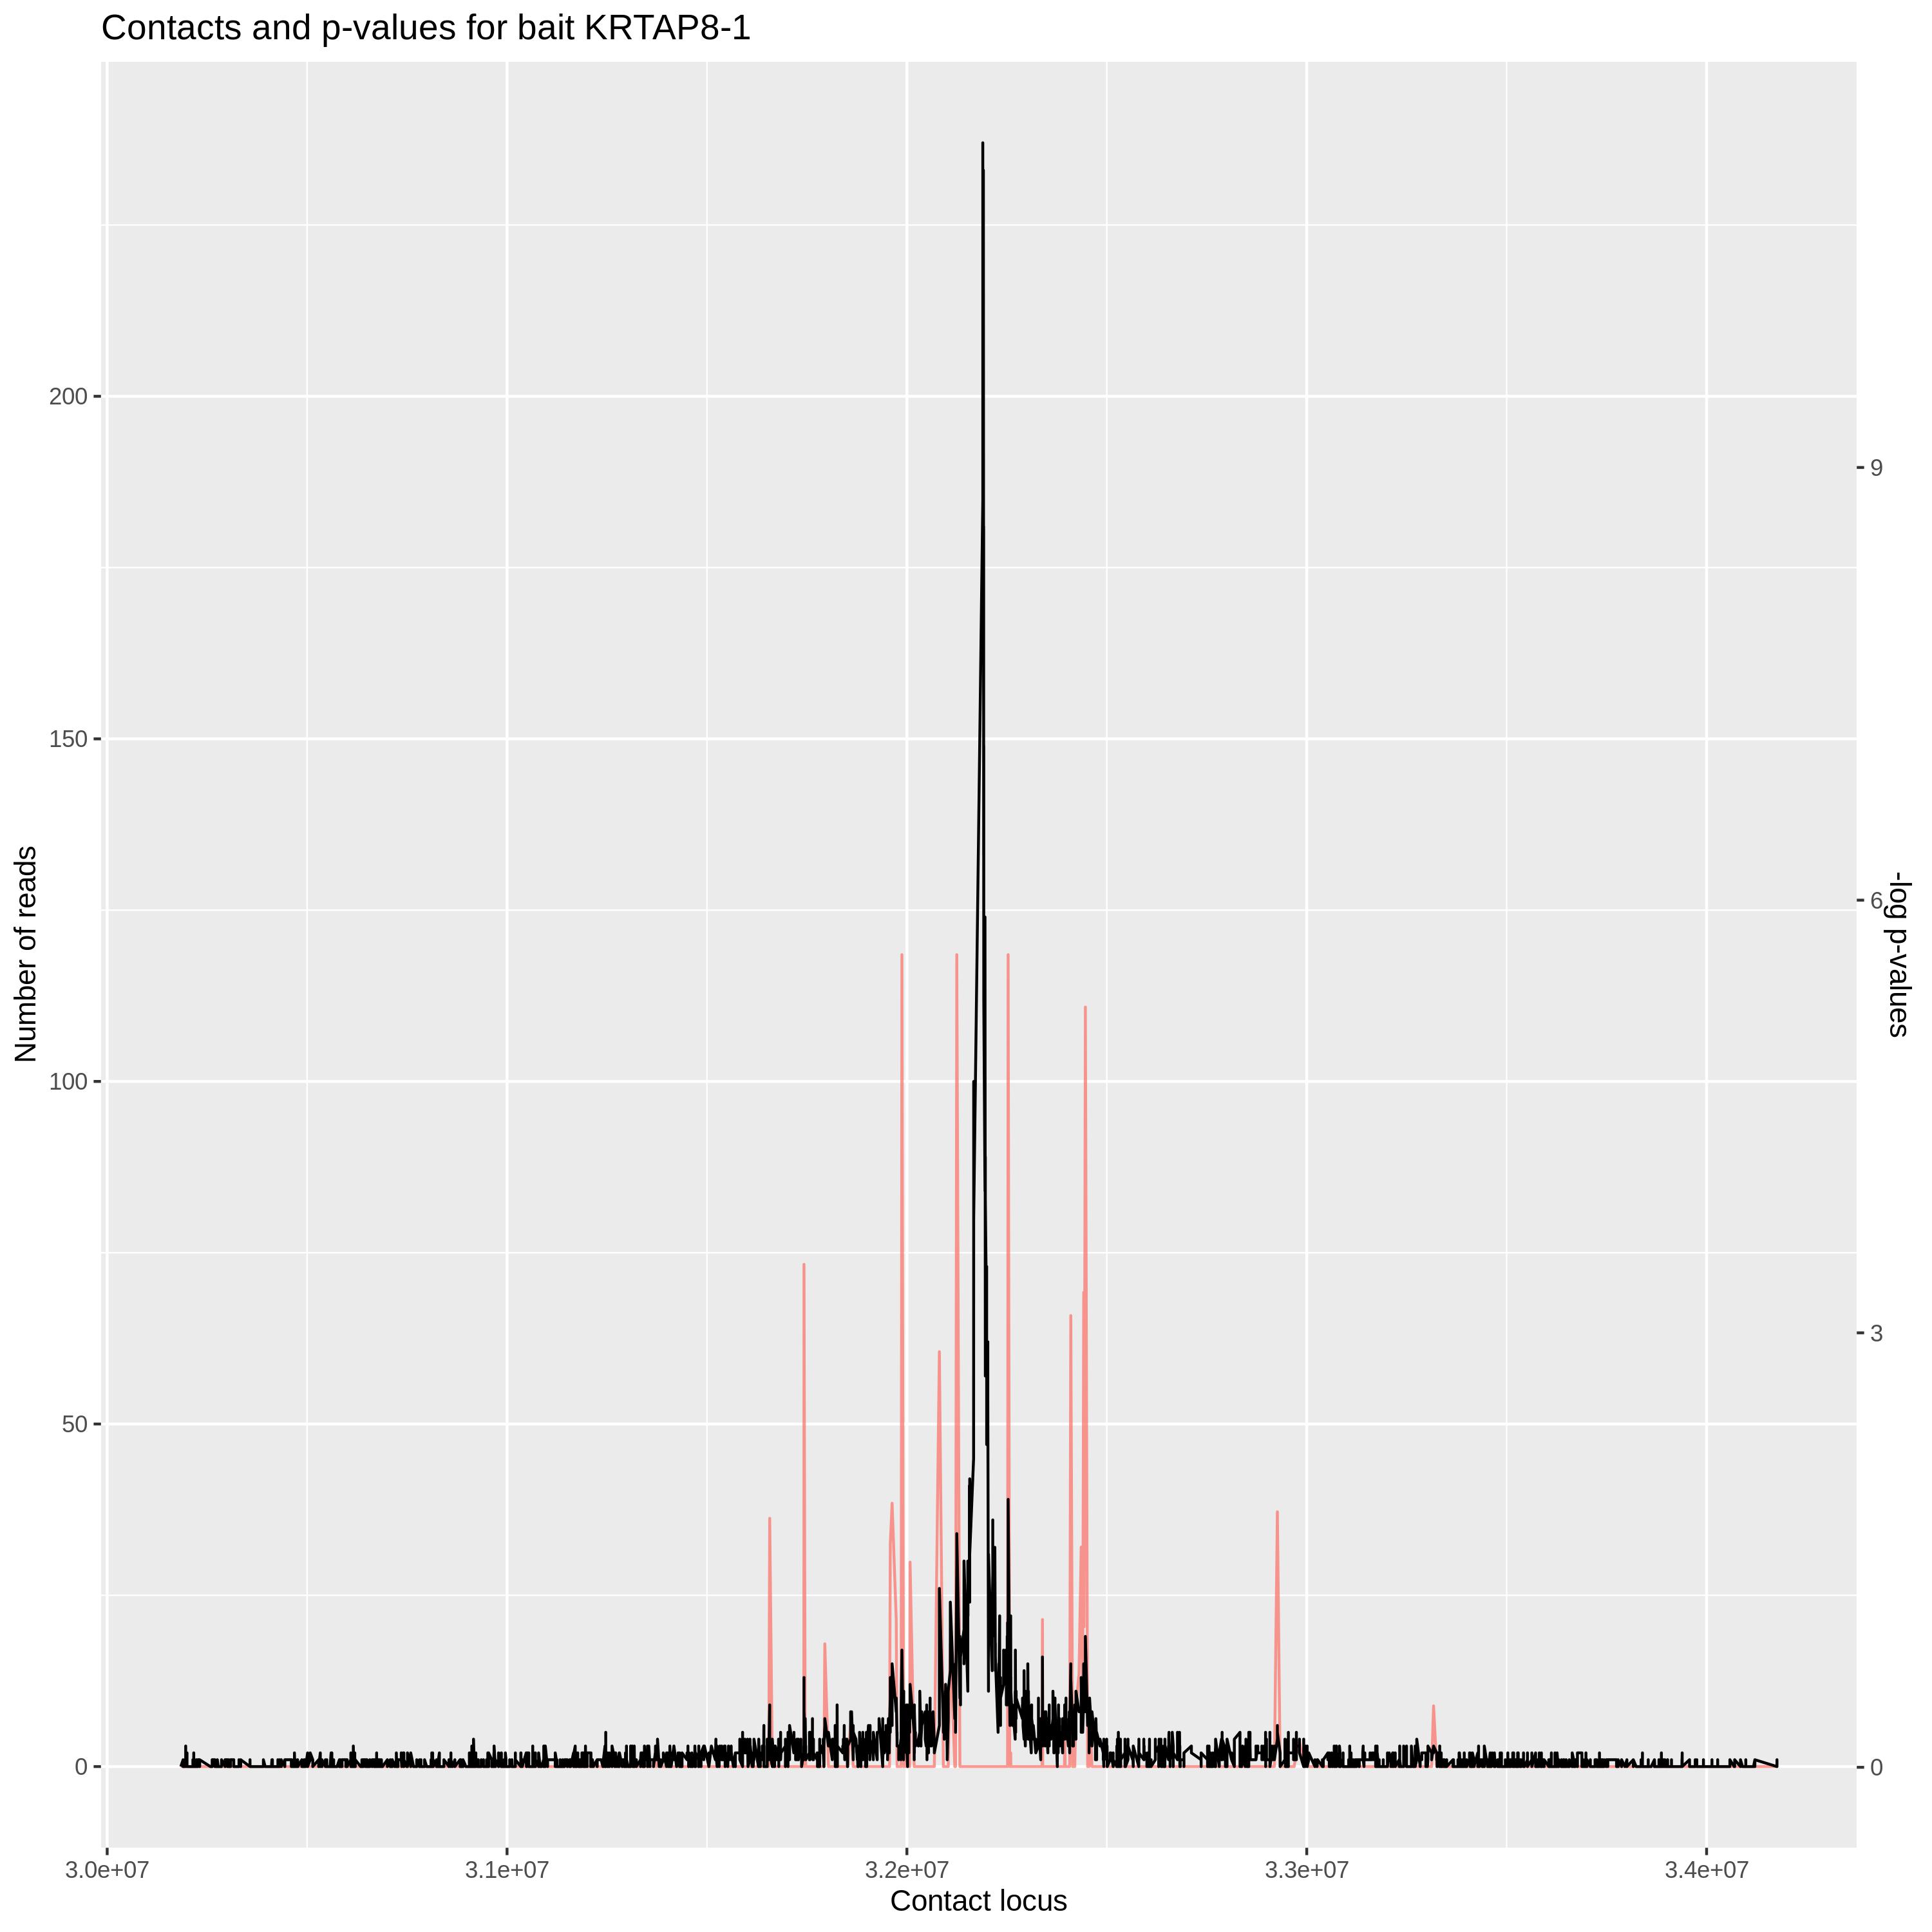 Contacts and p-values for bait KRTAP8-1
Number of reads
200
150
100
50
0
9
6
3
0
-log p-values
3.0e+07
3.1e+07
3.2e+07
3.3e+07
3.4e+07
Contact locus